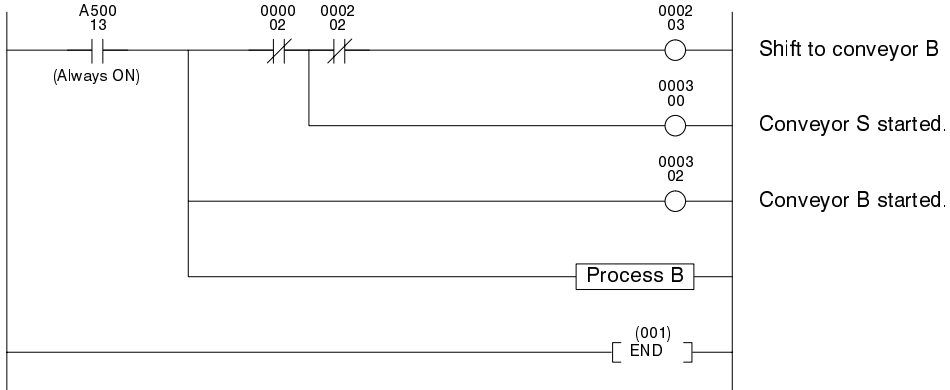 A500
13
(Always ON)
0000
02
0002
02
0002
03
Shift to conveyor B
0003
00
Conveyor S started.
0003
02
Conveyor B started.
Process B
(001)
END